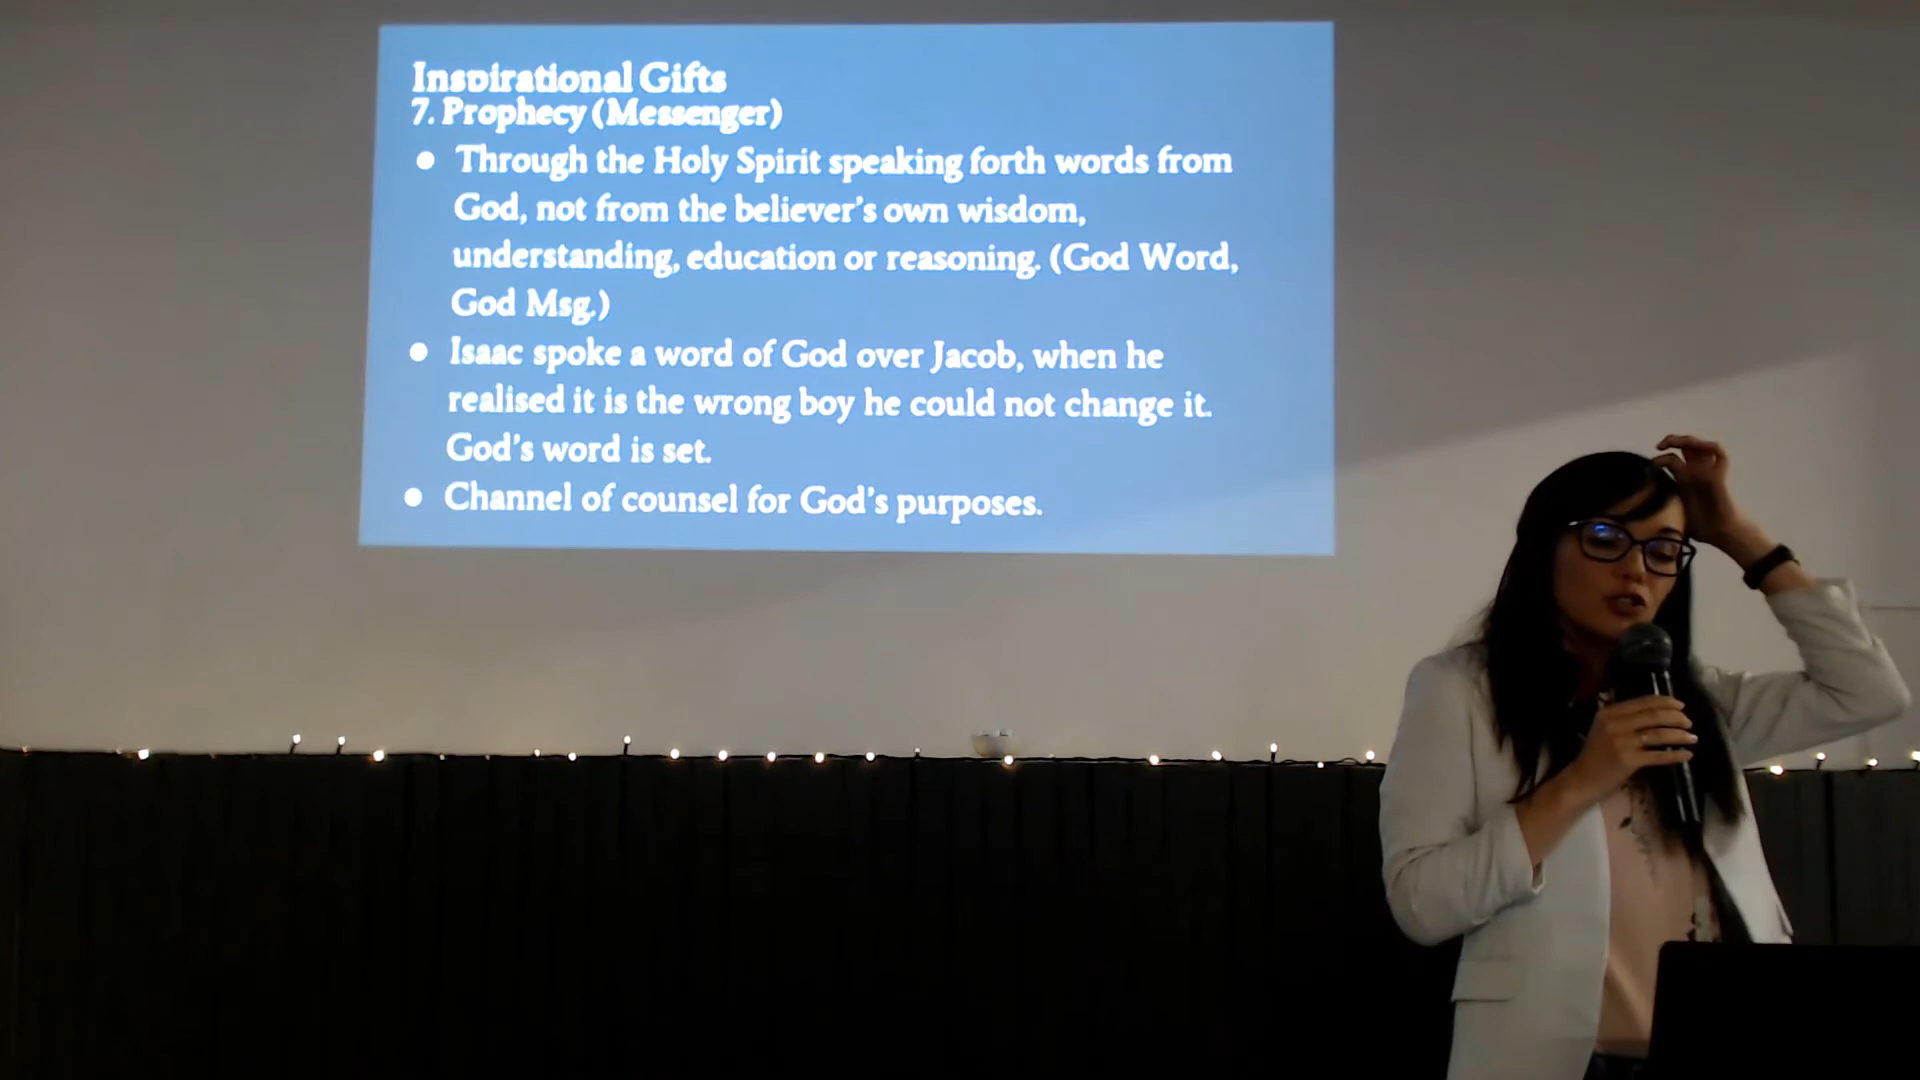 Inspirational Gifts
7. Prophecy (Messenger)
● Through the Holy Spirit speaking forth words from
God, not from the believer's own wisdom,
understanding, education or reasoning. (God Word,
God Msg.)
● Isaac spoke a word of God over Jacob, when he
realised it is the wrong boy he could not change it.
God's word is set.
● Channel of counsel for God's purposes.